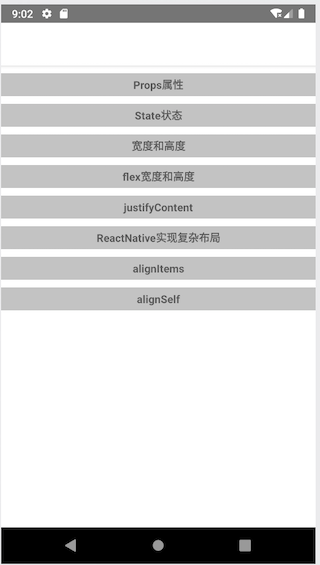 9:02
Props属性
State状态
宽度和高度
flex宽度和高度
justifyContent
ReactNative实现复杂布局
alignItems
alignSelf